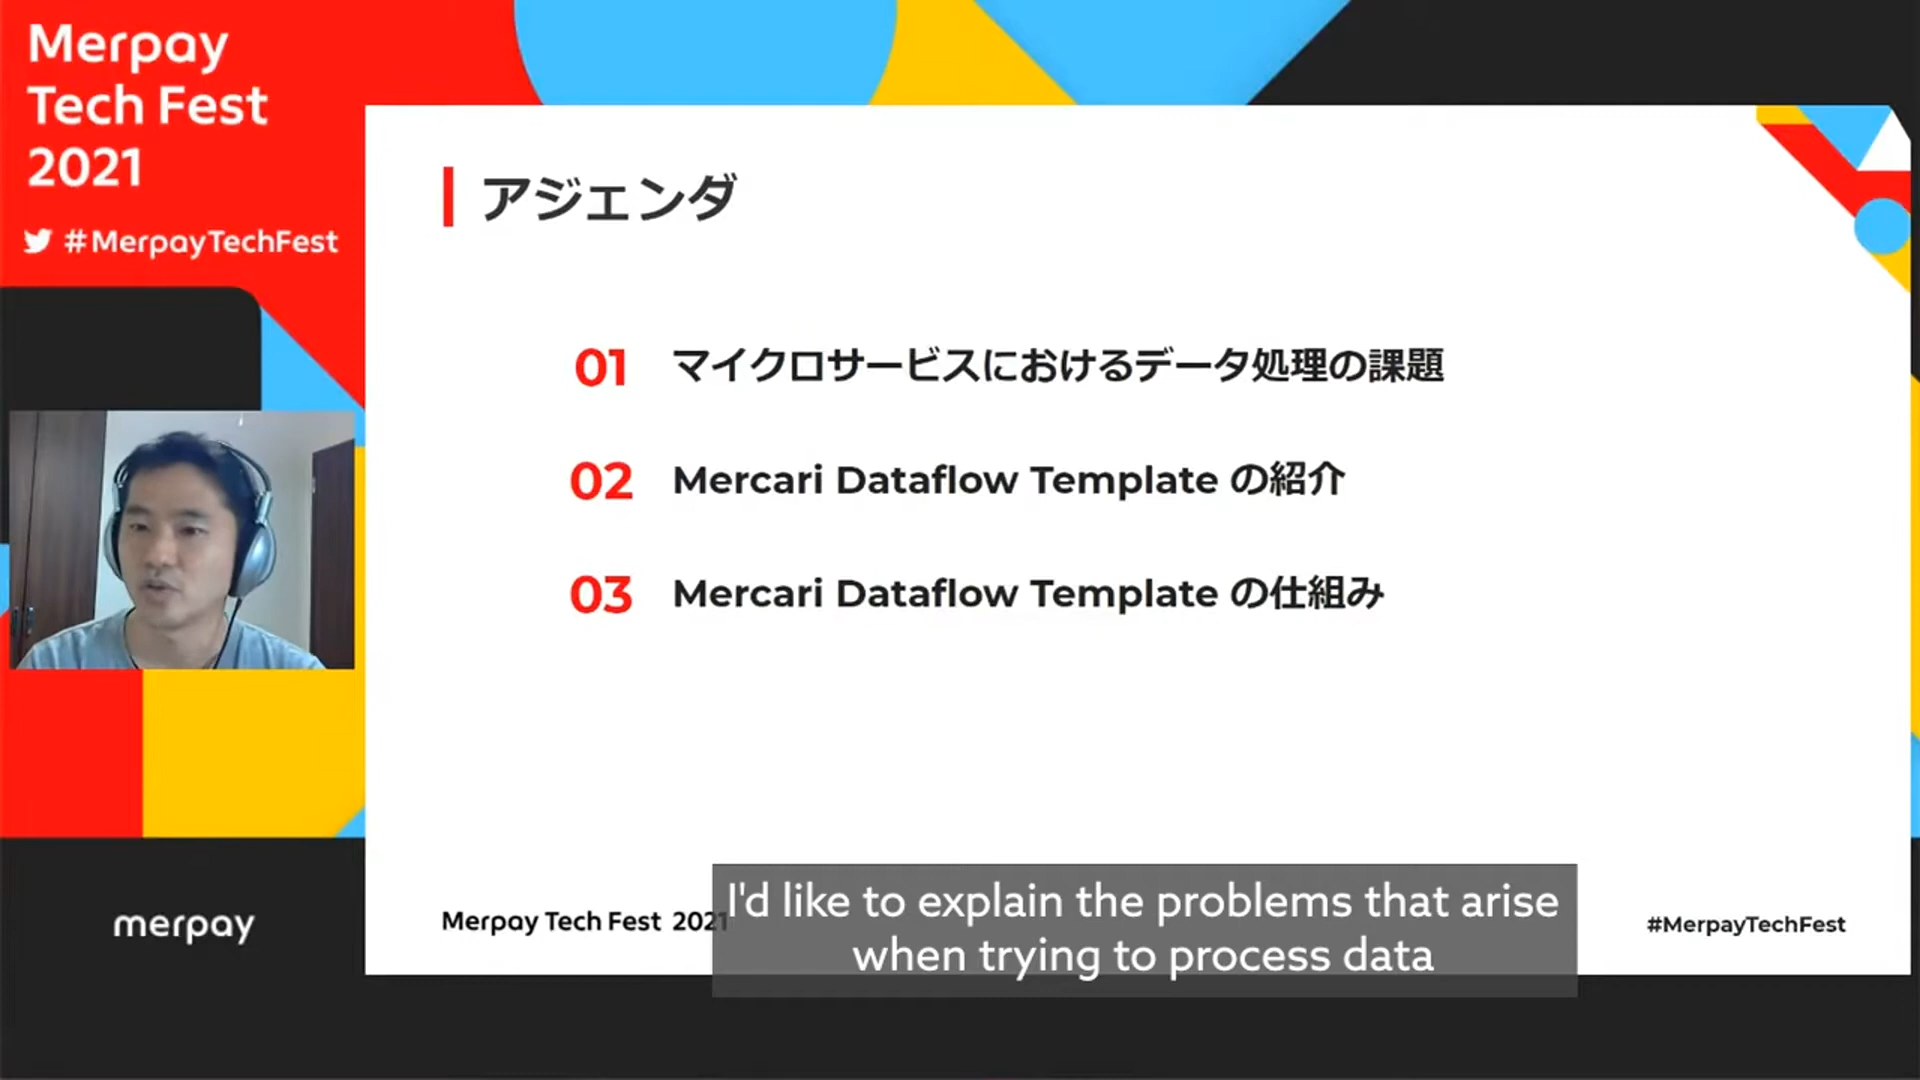 Merpay
Tech Fest
2021
#MerpayTechFest
アジェンダ
01 マイクロサービスにおけるデータ処理の課題
02 Mercari Dataflow Template の紹介
03 Mercari Dataflow Template の仕組み
merpay
Merpay Tech Fest 2021
#MerpayTechFest
I'd like to explain the problems that arise
when trying to process data